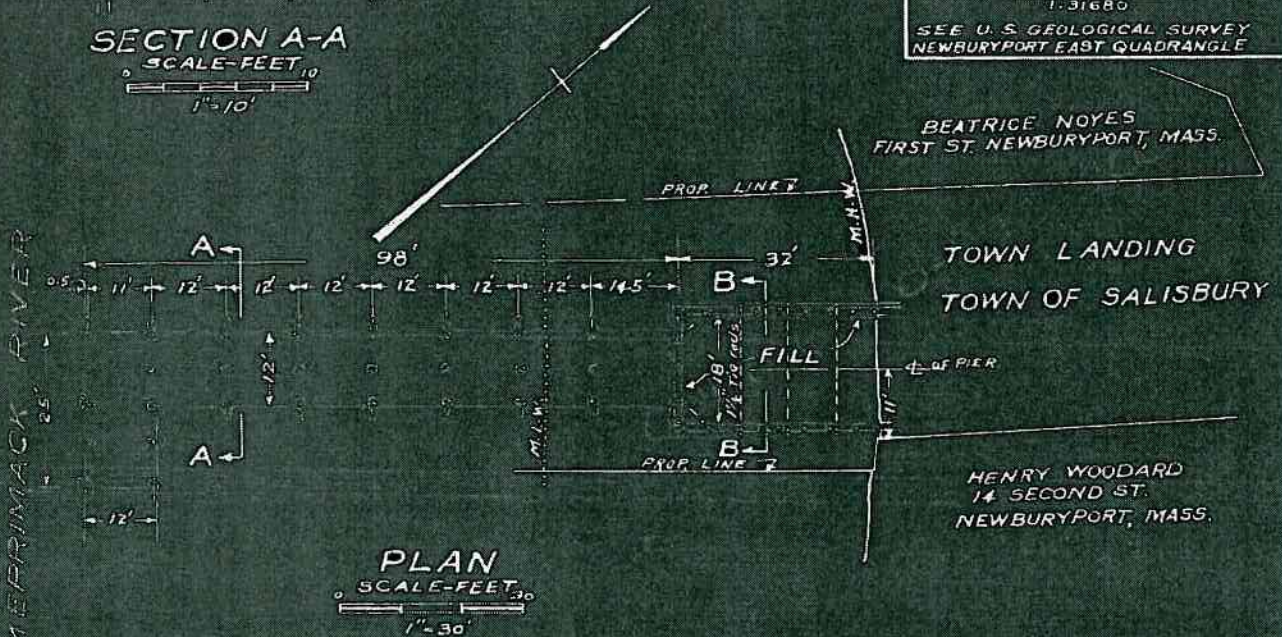 SECTION A-A
SCALE-FEET
0 10
1"=10'
1:31680
SEE U.S. GEOLOGICAL SURVEY
NEWBURYPORT EAST QUADRANGLE
BEATRICE NOYES
FIRST ST. NEWBURYPORT, MASS.
PROP. LINE
M.H.W.
TOWN LANDING
TOWN OF SALISBURY
MERRIMACK RIVER
A
98'
32'
0.5' 11' 12' 12' 12' 12' 12' 12' 14.5'
B
25'
12'
18'
FILL
℄ OF PIER
11'
M.L.W.
A
B
PROP. LINE
12'
HENRY WOODARD
14 SECOND ST.
NEWBURYPORT, MASS.
PLAN
SCALE-FEET
0 30
1"=30'